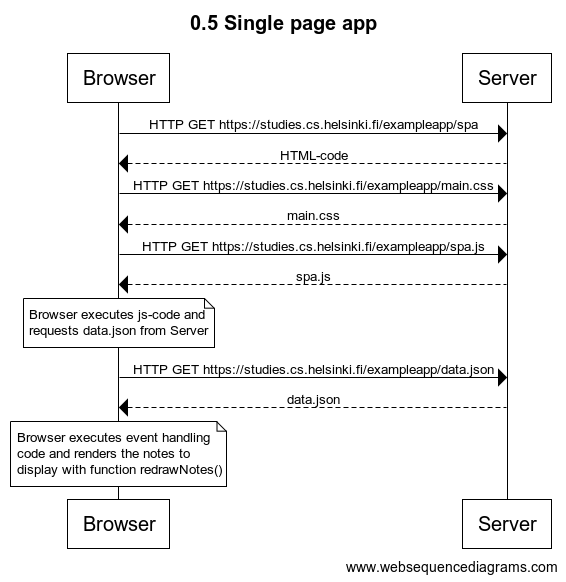 0.5 Single page app
Browser
Server
HTTP GET https://studies.cs.helsinki.fi/exampleapp/spa
HTML-code
HTTP GET https://studies.cs.helsinki.fi/exampleapp/main.css
main.css
HTTP GET https://studies.cs.helsinki.fi/exampleapp/spa.js
spa.js
Browser executes js-code and
requests data.json from Server
HTTP GET https://studies.cs.helsinki.fi/exampleapp/data.json
data.json
Browser executes event handling
code and renders the notes to
display with function redrawNotes()
Browser
Server
www.websequencediagrams.com